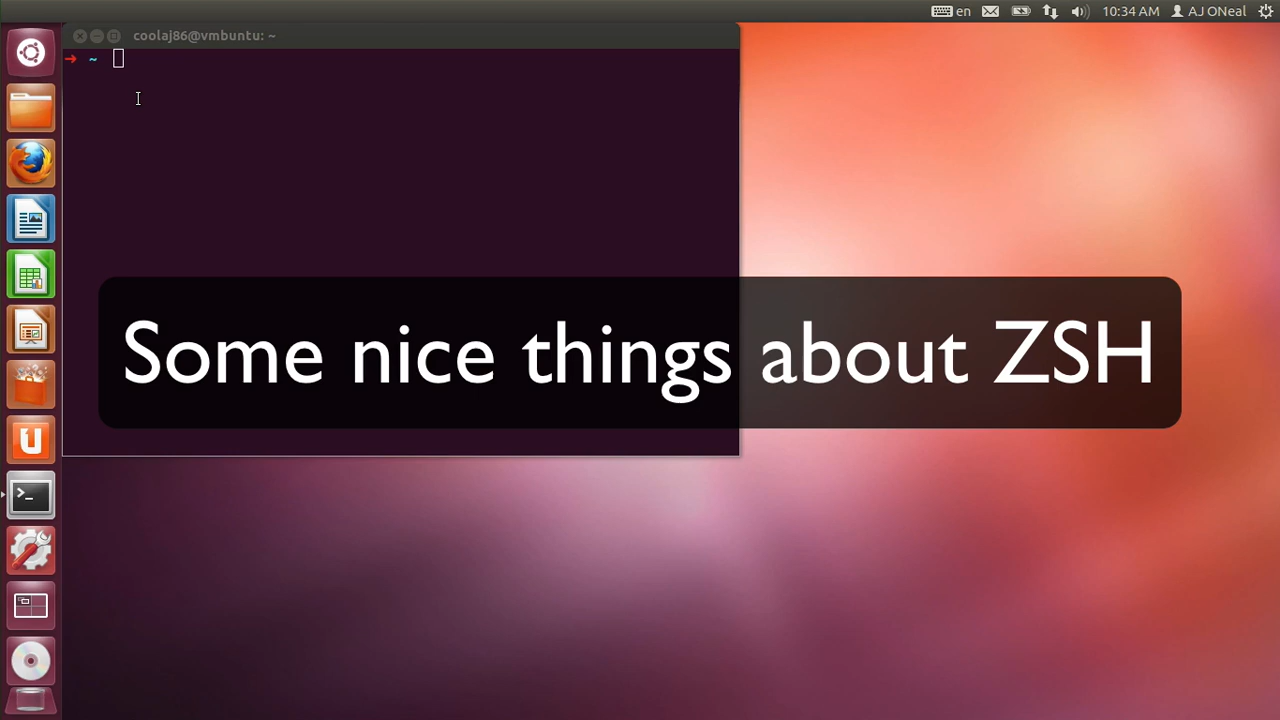 en 10:34 AM AJ ONeal
coolaj86@vmbuntu: ~
➜ ~
Some nice things about ZSH